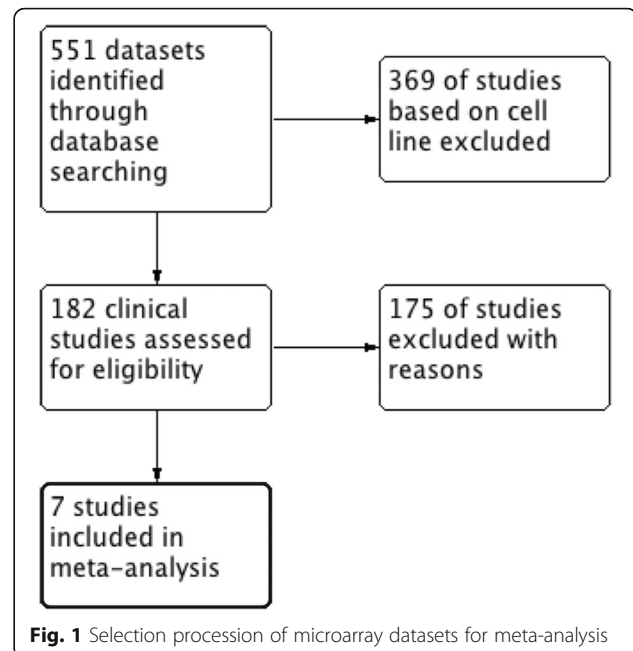 551 datasets
identified
through
database
searching
369 of studies
based on cell
line excluded
182 clinical
studies assessed
for eligibility
175 of studies
excluded with
reasons
7 studies
included in
meta-analysis
Fig. 1 Selection procession of microarray datasets for meta-analysis